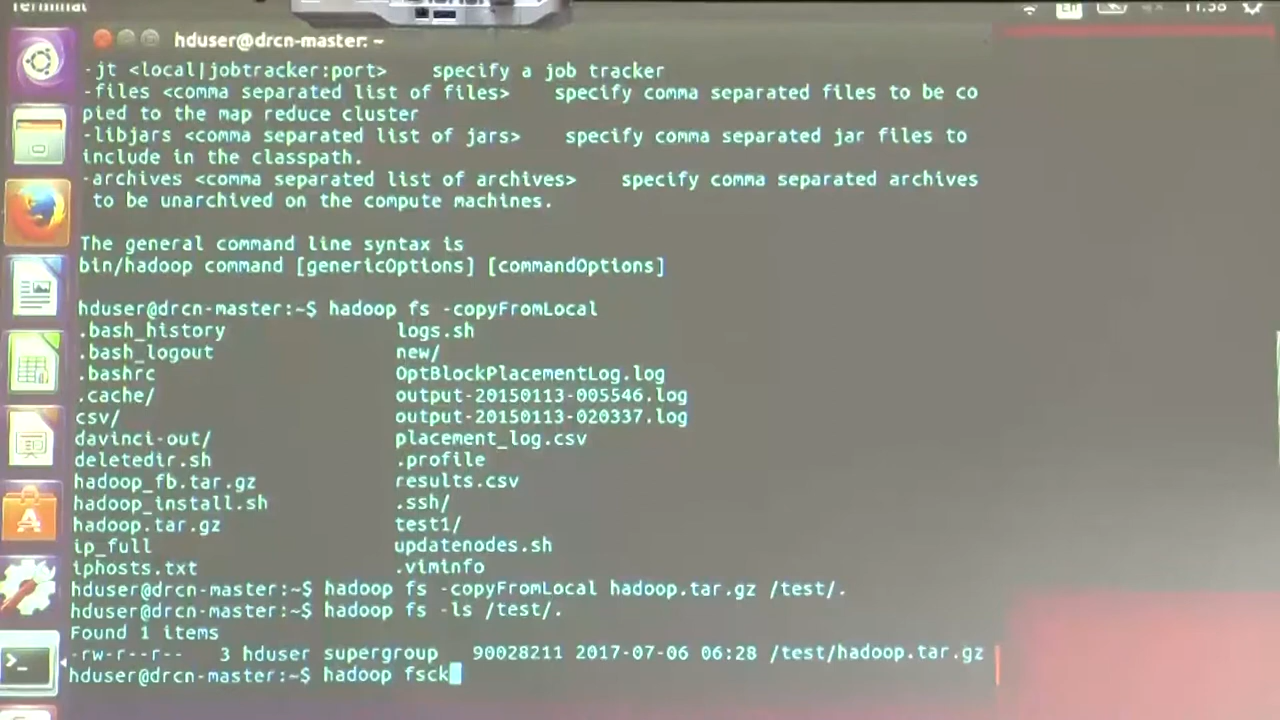 Terminal
11:38
hduser@drcn-master: ~
-jt <local|jobtracker:port>    specify a job tracker
-files <comma separated list of files>    specify comma separated files to be co
pied to the map reduce cluster
-libjars <comma separated list of jars>    specify comma separated jar files to
include in the classpath.
-archives <comma separated list of archives>    specify comma separated archives
 to be unarchived on the compute machines.
The general command line syntax is
bin/hadoop command [genericOptions] [commandOptions]
hduser@drcn-master:~$ hadoop fs -copyFromLocal
.bash_history    logs.sh
.bash_logout    new/
.bashrc    OptBlockPlacementLog.log
.cache/    output-20150113-005546.log
csv/    output-20150113-020337.log
davinci-out/    placement_log.csv
deletedir.sh    .profile
hadoop_fb.tar.gz    results.csv
hadoop_install.sh    .ssh/
hadoop.tar.gz    test1/
ip_full    updatenodes.sh
iphosts.txt    .viminfo
hduser@drcn-master:~$ hadoop fs -copyFromLocal hadoop.tar.gz /test/.
hduser@drcn-master:~$ hadoop fs -ls /test/.
Found 1 items
-rw-r--r--   3 hduser supergroup   90028211 2017-07-06 06:28 /test/hadoop.tar.gz
hduser@drcn-master:~$ hadoop fsck